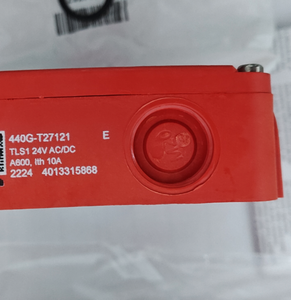 440G-T27121
E
TLS1 24V AC/DC
A600, Ith 10A
2224 4013315868